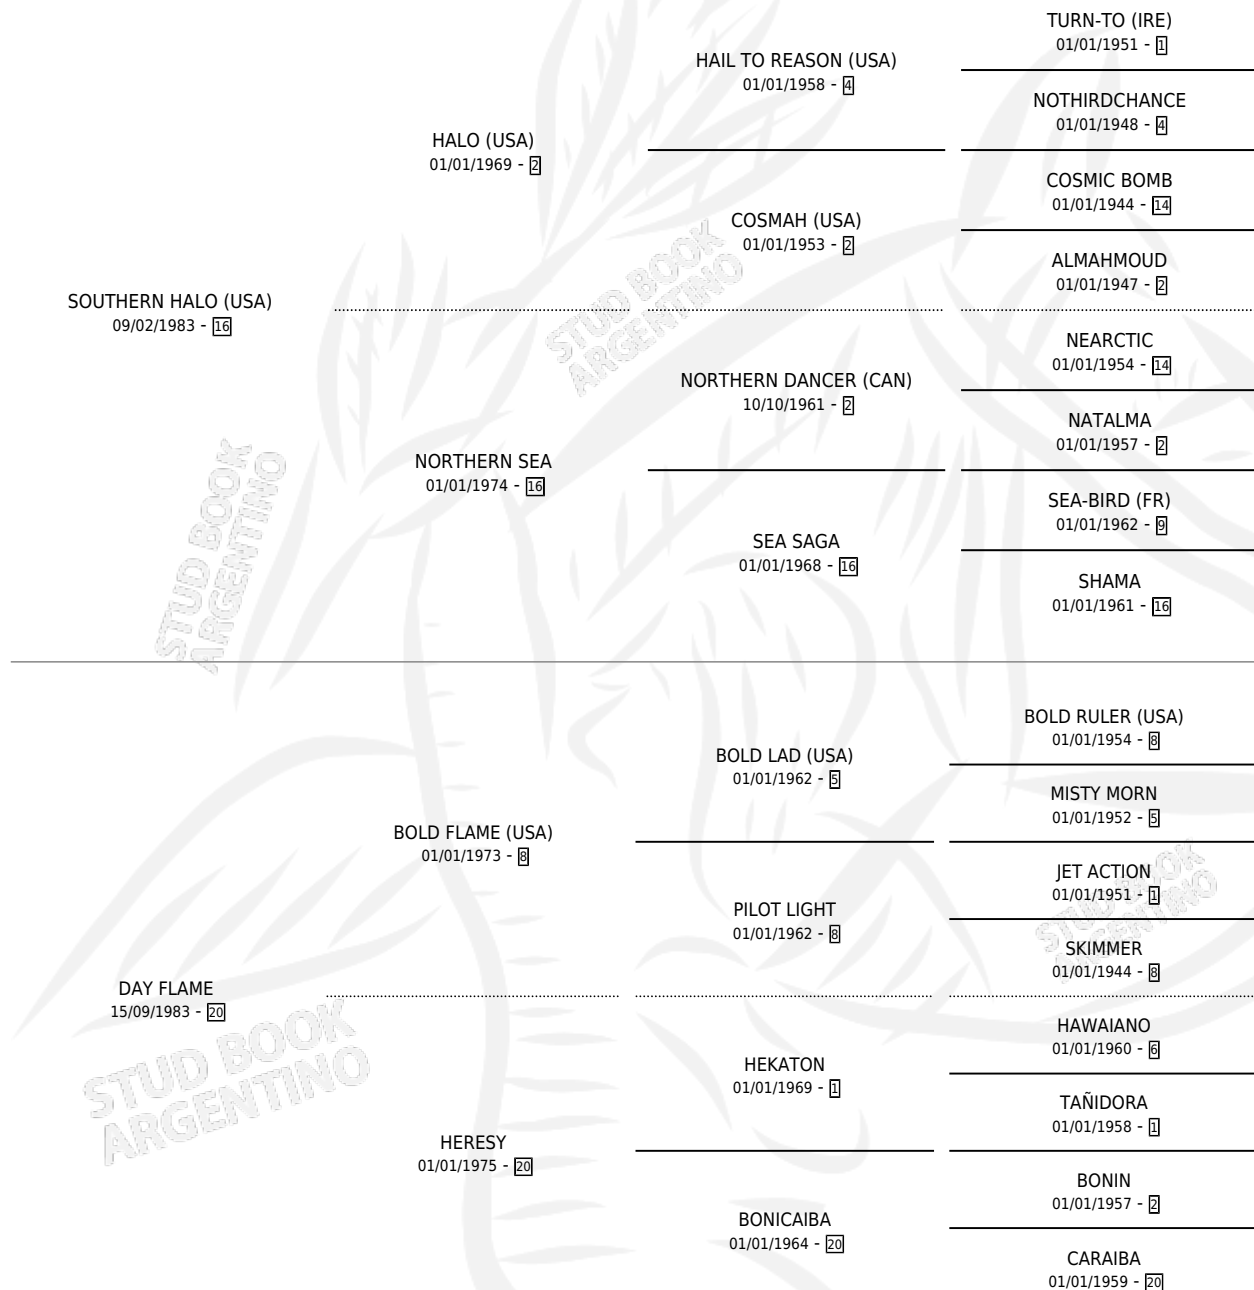 TURN-TO (IRE)
01/01/1951 - 1
HAIL TO REASON (USA)
01/01/1958 - 4
NOTHIRDCHANCE
01/01/1948 - 4
HALO (USA)
01/01/1969 - 2
COSMIC BOMB
01/01/1944 - 14
COSMAH (USA)
01/01/1953 - 2
ALMAHMOUD
01/01/1947 - 2
SOUTHERN HALO (USA)
09/02/1983 - 16
NEARCTIC
01/01/1954 - 14
NORTHERN DANCER (CAN)
10/10/1961 - 2
NATALMA
01/01/1957 - 2
NORTHERN SEA
01/01/1974 - 16
SEA-BIRD (FR)
01/01/1962 - 9
SEA SAGA
01/01/1968 - 16
SHAMA
01/01/1961 - 16
BOLD RULER (USA)
01/01/1954 - 8
BOLD LAD (USA)
01/01/1962 - 5
MISTY MORN
01/01/1952 - 5
BOLD FLAME (USA)
01/01/1973 - 8
JET ACTION
01/01/1951 - 1
PILOT LIGHT
01/01/1962 - 8
SKIMMER
01/01/1944 - 8
DAY FLAME
15/09/1983 - 20
HAWAIANO
01/01/1960 - 6
HEKATON
01/01/1969 - 1
TAÑIDORA
01/01/1958 - 1
HERESY
01/01/1975 - 20
BONIN
01/01/1957 - 2
BONICAIBA
01/01/1964 - 20
CARAIBA
01/01/1959 - 20
STUD BOOK
ARGENTINO
STUD BOOK
ARGENTINO
STUD BOOK
ARGENTINO
STUD BOOK
ARGENTINO